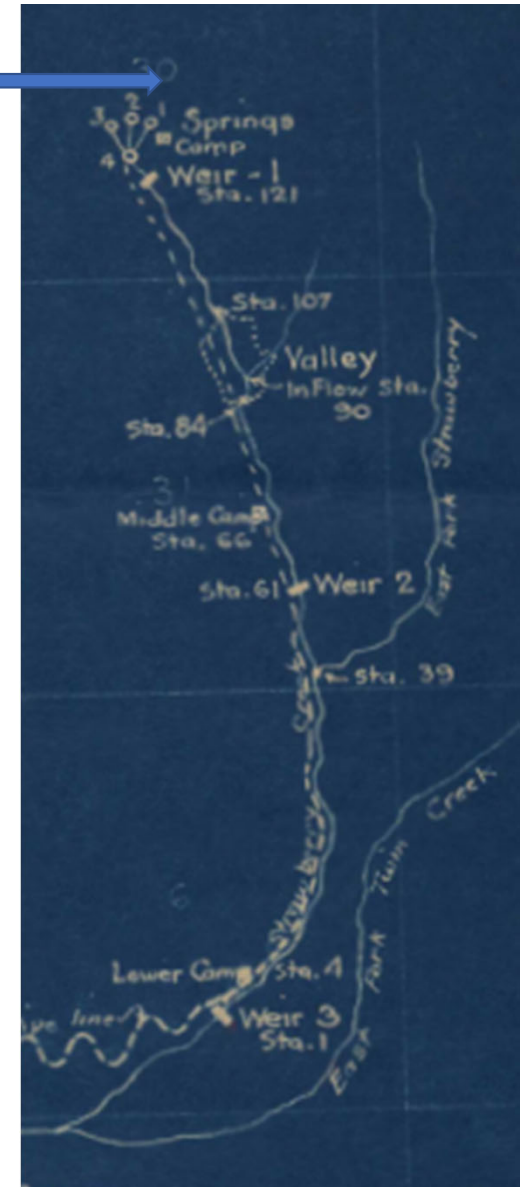 30
3 2 1
4
Springs
Camp
Weir - 1
Sta. 121
Sta. 107
Valley
InFlow Sta.
90
Sta. 84
31
Middle Camp
Sta. 66
Sta. 61
Weir 2
East Fork Strawberry
Sta. 39
Strawberry Creek
6
East Fork Twin Creek
Lower Camp
Sta. 4
Weir 3
Sta. 1
pe line